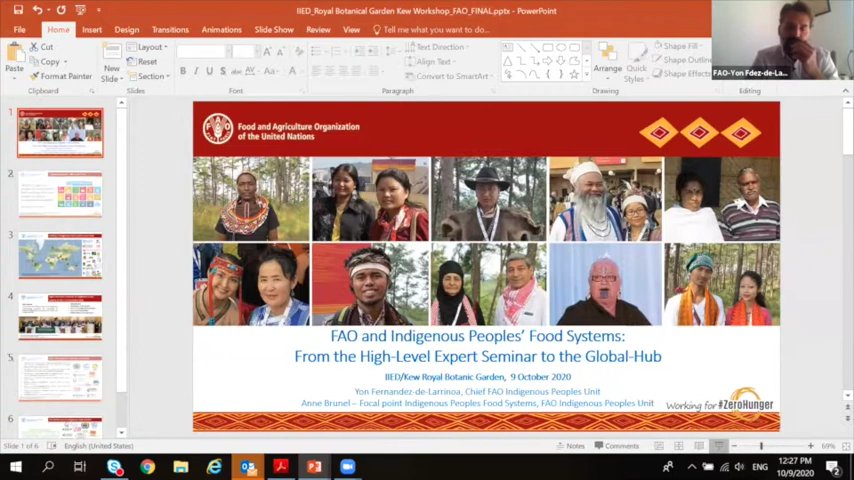 IIED_Royal Botanical Garden Kew Workshop_FAO_FINAL.pptx - PowerPoint
File
Home
Insert
Design
Transitions
Animations
Slide Show
Review
View
Tell me what you want to do...
Cut
Copy
Format Painter
Paste
Clipboard
New
Slide
Layout
Reset
Section
Slides
Font
Text Direction
Align Text
Convert to SmartArt
Paragraph
Arrange
Quick
Styles
Shape Fill
Shape Outline
Shape Effects
Drawing
Editing
FAO-Yon Fdez-de-La...
1
2
3
4
5
6
Food and Agriculture Organization
of the United Nations
FAO and Indigenous Peoples' Food Systems:
From the High-Level Expert Seminar to the Global-Hub
IIED/Kew Royal Botanic Garden, 9 October 2020
Yon Fernandez-de-Larrinoa, Chief FAO Indigenous Peoples Unit
Anne Brunel – Focal point Indigenous Peoples Food Systems, FAO Indigenous Peoples Unit
Working for #ZeroHunger
Slide 1 of 6
English (United States)
Notes
Comments
69%
ENG
12:27 PM
10/9/2020
2